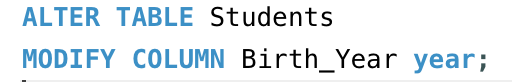 ALTER TABLE Students
MODIFY COLUMN Birth_Year year;